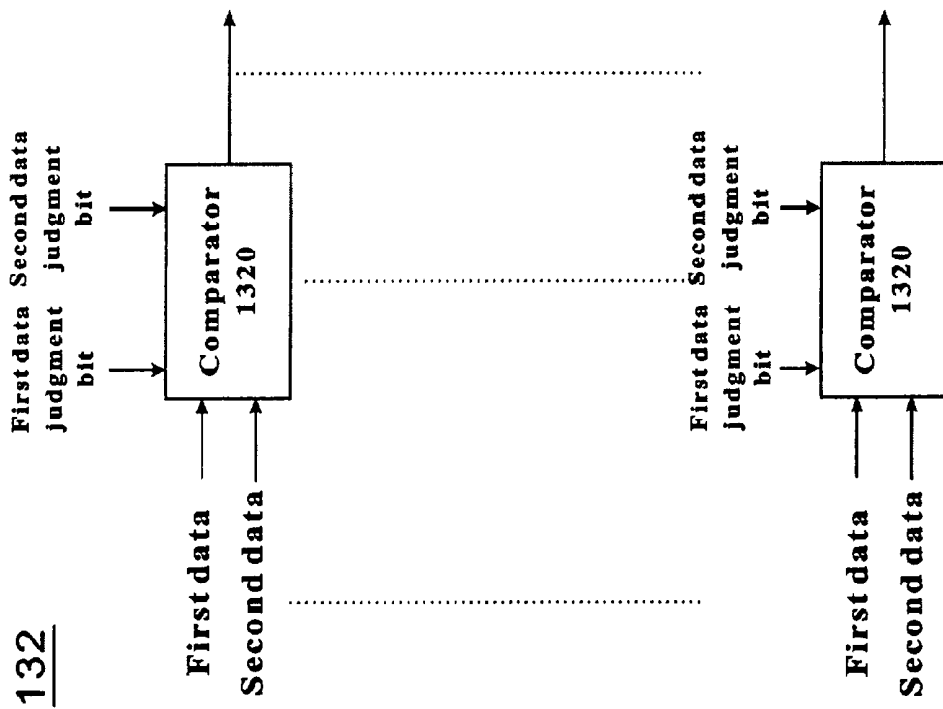 132
First data
judgment
bit
Second data
judgment
bit
Comparator
1320
First data
Second data
First data
judgment
bit
Second data
judgment
bit
Comparator
1320
First data
Second data